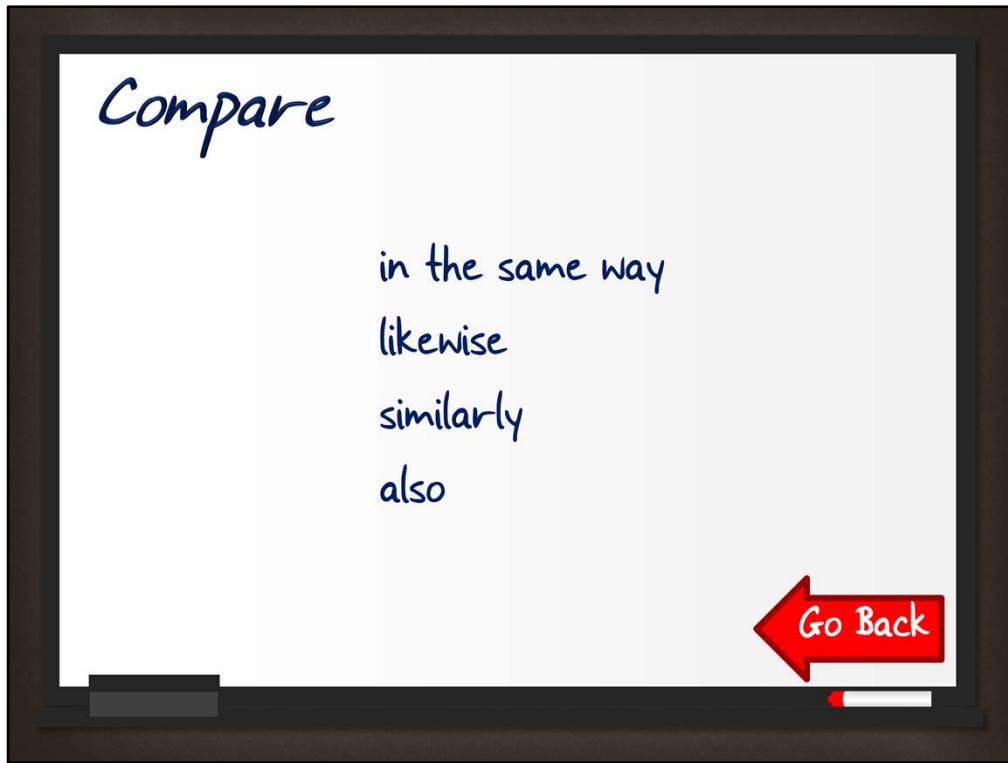 Compare
in the same way
likewise
similarly
also
Go Back